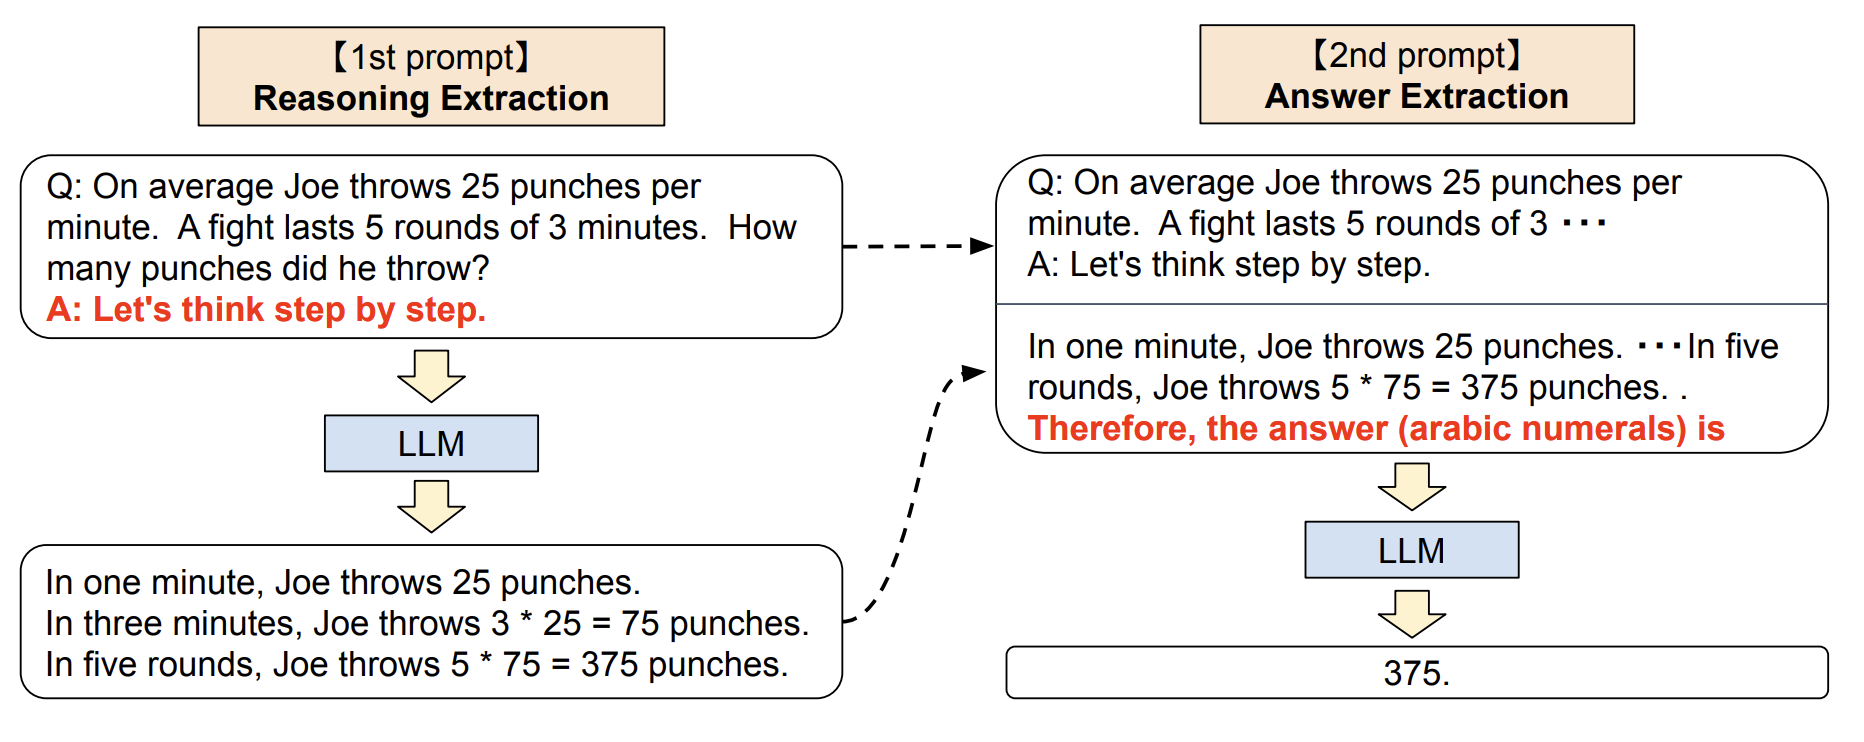 【1st prompt】
Reasoning Extraction
Q: On average Joe throws 25 punches per
minute.  A fight lasts 5 rounds of 3 minutes.  How
many punches did he throw?
A: Let's think step by step.
LLM
In one minute, Joe throws 25 punches.
In three minutes, Joe throws 3 * 25 = 75 punches.
In five rounds, Joe throws 5 * 75 = 375 punches.
【2nd prompt】
Answer Extraction
Q: On average Joe throws 25 punches per
minute.  A fight lasts 5 rounds of 3 ･･･
A: Let's think step by step.
In one minute, Joe throws 25 punches. ･･･In five
rounds, Joe throws 5 * 75 = 375 punches. .
Therefore, the answer (arabic numerals) is
LLM
375.